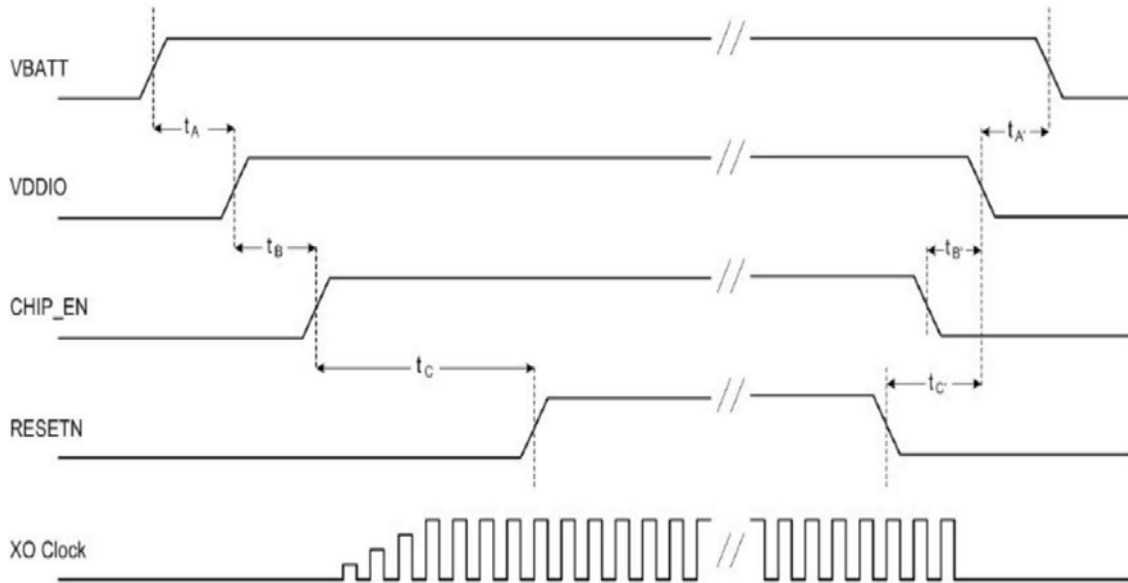 VBATT
tA
tA'
VDDIO
tB
tB'
CHIP_EN
tC
tC'
RESETN
XO Clock